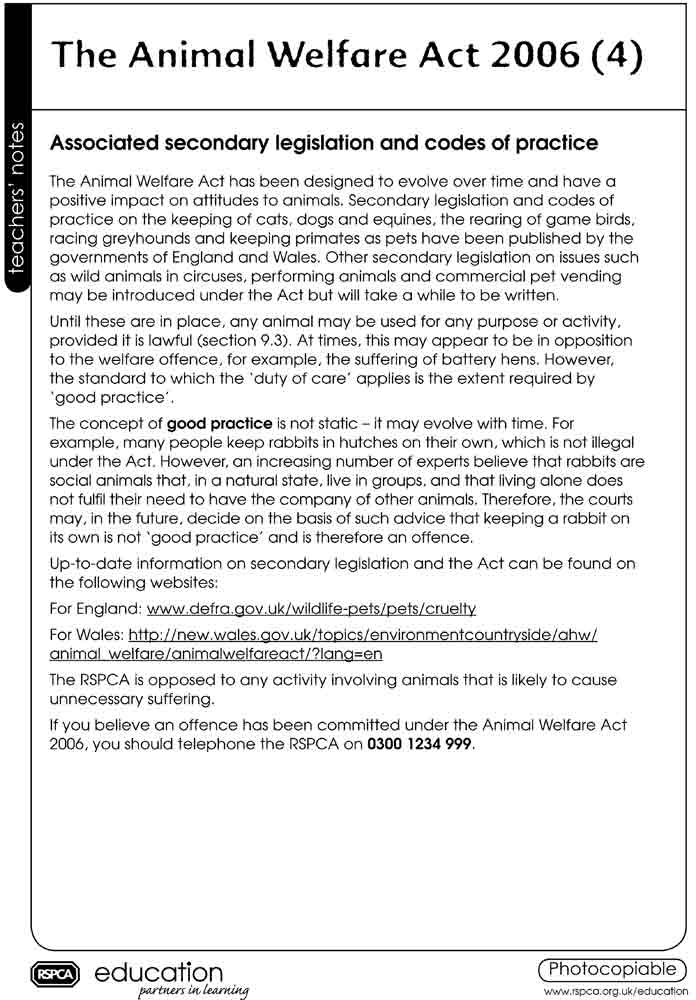 The Animal Welfare Act 2006 (4)
teachers' notes
Associated secondary legislation and codes of practice
The Animal Welfare Act has been designed to evolve over time and have a
positive impact on attitudes to animals. Secondary legislation and codes of
practice on the keeping of cats, dogs and equines, the rearing of game birds,
racing greyhounds and keeping primates as pets have been published by the
governments of England and Wales. Other secondary legislation on issues such
as wild animals in circuses, performing animals and commercial pet vending
may be introduced under the Act but will take a while to be written.
Until these are in place, any animal may be used for any purpose or activity,
provided it is lawful (section 9.3). At times, this may appear to be in opposition
to the welfare offence, for example, the suffering of battery hens. However,
the standard to which the 'duty of care' applies is the extent required by
'good practice'.
The concept of good practice is not static – it may evolve with time. For
example, many people keep rabbits in hutches on their own, which is not illegal
under the Act. However, an increasing number of experts believe that rabbits are
social animals that, in a natural state, live in groups, and that living alone does
not fulfil their need to have the company of other animals. Therefore, the courts
may, in the future, decide on the basis of such advice that keeping a rabbit on
its own is not 'good practice' and is therefore an offence.
Up-to-date information on secondary legislation and the Act can be found on
the following websites:
For England: www.defra.gov.uk/wildlife-pets/pets/cruelty
For Wales: http://new.wales.gov.uk/topics/environmentcountryside/ahw/
animal_welfare/animalwelfareact/?lang=en
The RSPCA is opposed to any activity involving animals that is likely to cause
unnecessary suffering.
If you believe an offence has been committed under the Animal Welfare Act
2006, you should telephone the RSPCA on 0300 1234 999.
RSPCA education
partners in learning
Photocopiable
www.rspca.org.uk/education